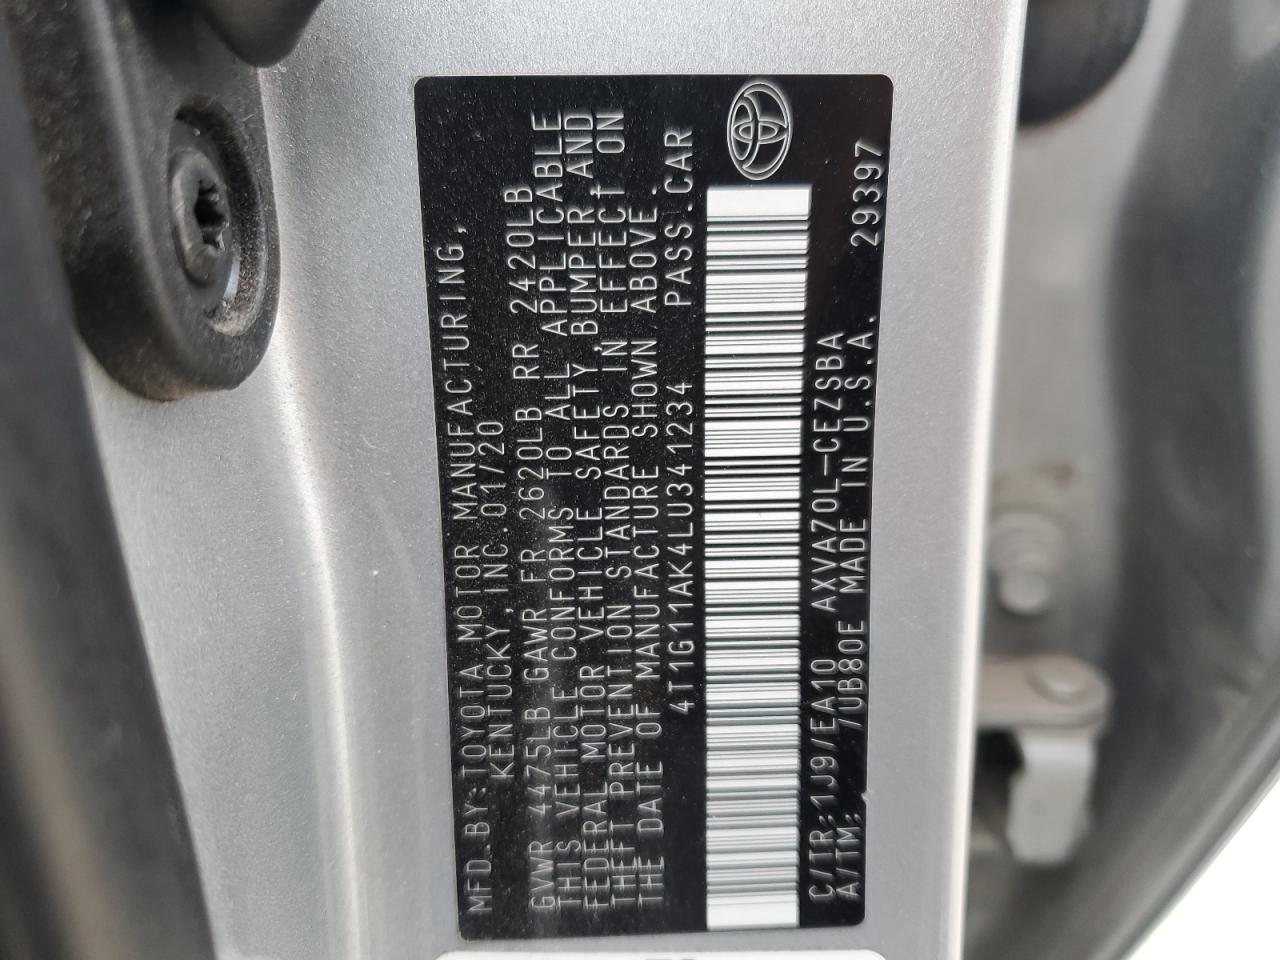 MFD.BY:TOYOTA MOTOR MANUFACTURING,
KENTUCKY, INC.01/20
GVWR 4475LB GAWR FR 2620LB RR 2420LB
THIS VEHICLE CONFORMS TO ALL APPLICABLE
FEDERAL MOTOR VEHICLE SAFETY,BUMPER,AND
THEFT PREVENTION STANDARDS IN EFFECT ON
THE DATE OF MANUFACTURE SHOWN ABOVE.
4T1G11AK4LU341234 PASS.CAR
C/TR:1J9/EA10 AXVA70L-CEZSBA
A/TM: /UB80E MADE IN U.S.A. 29397